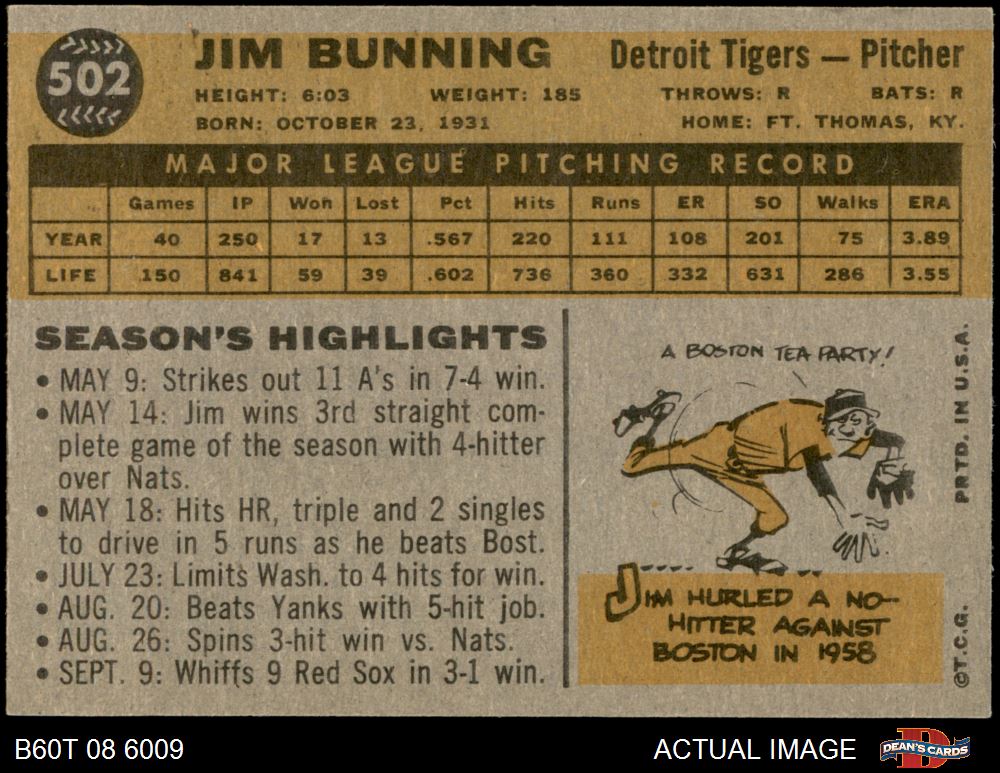 502
JIM BUNNING
Detroit Tigers — Pitcher
HEIGHT: 6:03 WEIGHT: 185 THROWS: R BATS: R
BORN: OCTOBER 23, 1931 HOME: FT. THOMAS, KY.
MAJOR LEAGUE PITCHING RECORD
Games IP Won Lost Pct Hits Runs ER SO Walks ERA
YEAR 40 250 17 13 .567 220 111 108 201 75 3.89
LIFE 150 841 59 39 .602 736 360 332 631 286 3.55
SEASON'S HIGHLIGHTS
• MAY 9: Strikes out 11 A's in 7-4 win.
• MAY 14: Jim wins 3rd straight com-
plete game of the season with 4-hitter
over Nats.
• MAY 18: Hits HR, triple and 2 singles
to drive in 5 runs as he beats Bost.
• JULY 23: Limits Wash. to 4 hits for win.
• AUG. 20: Beats Yanks with 5-hit job.
• AUG. 26: Spins 3-hit win vs. Nats.
• SEPT. 9: Whiffs 9 Red Sox in 3-1 win.
A BOSTON TEA PARTY!
JIM HURLED A NO-
HITTER AGAINST
BOSTON IN 1958
PRTD. IN U.S.A.
©T.C.G.
B60T 08 6009
ACTUAL IMAGE
DEAN'S CARDS